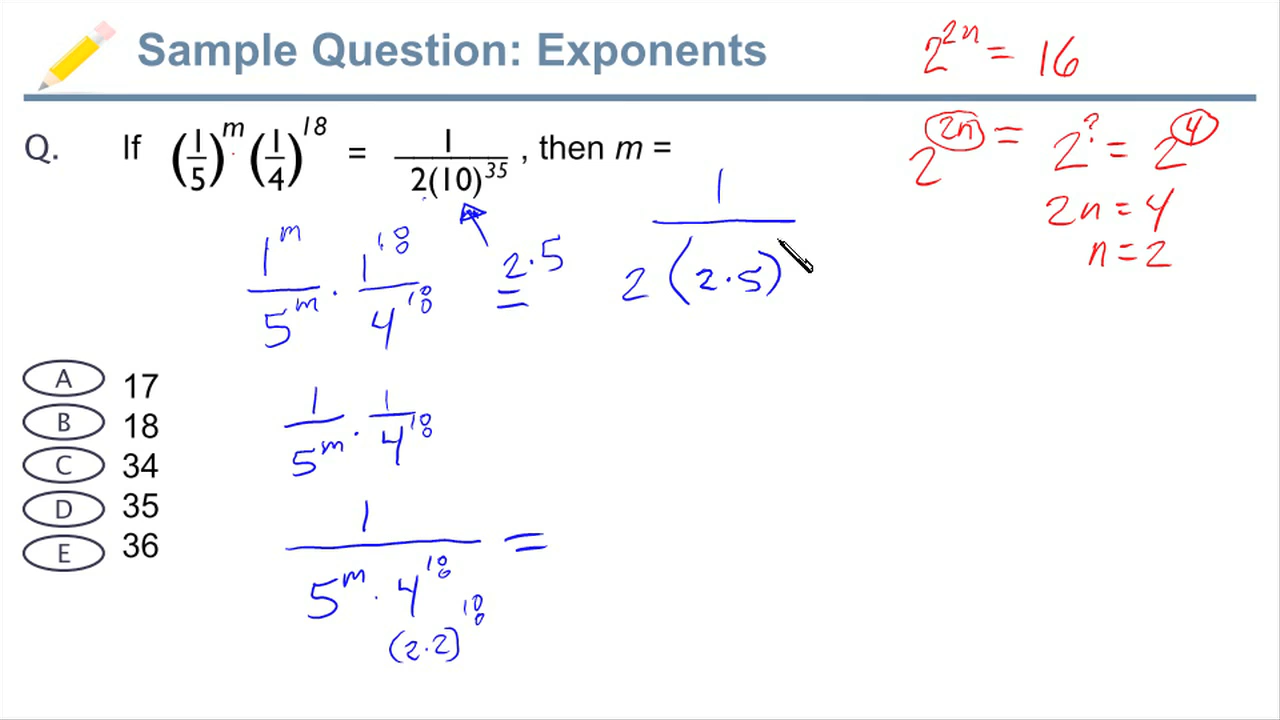 Sample Question: Exponents
2^{2n} = 16
Q. If (1/5)^m (1/4)^{18} = 1/(2(10)^{35}), then m =
2^{2n} = 2^? = 2^4
2n = 4
n = 2
1^m/5^m · 1^{18}/4^{18} = 1/(2(2·5))
2·5
A 17
B 18
C 34
D 35
E 36
1/5^m · 1/4^{18}
1/(5^m · 4^{18}) =
(2·2)^{18}